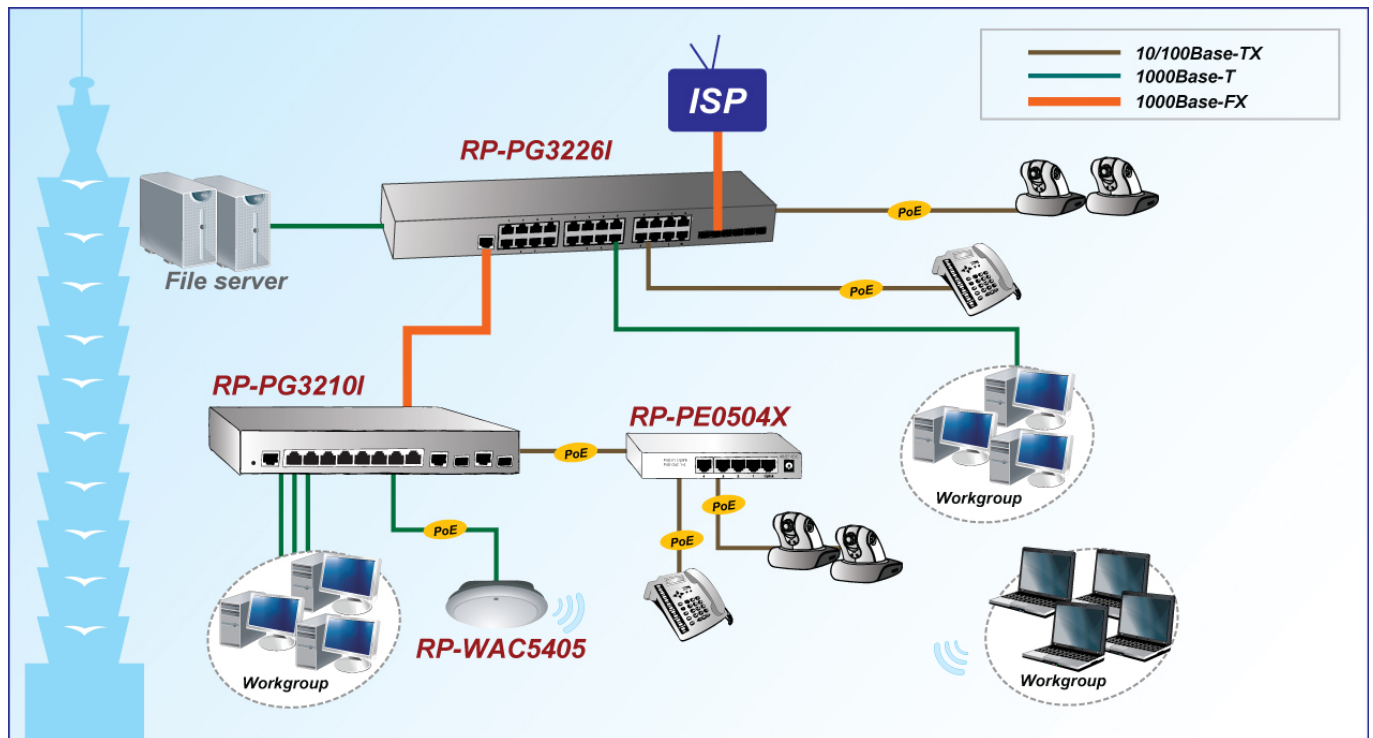 10/100Base-TX
1000Base-T
1000Base-FX
ISP
RP-PG3226I
PoE
File server
PoE
RP-PG3210I
RP-PE0504X
PoE
PoE
Workgroup
PoE
PoE
RP-WAC5405
Workgroup
Workgroup